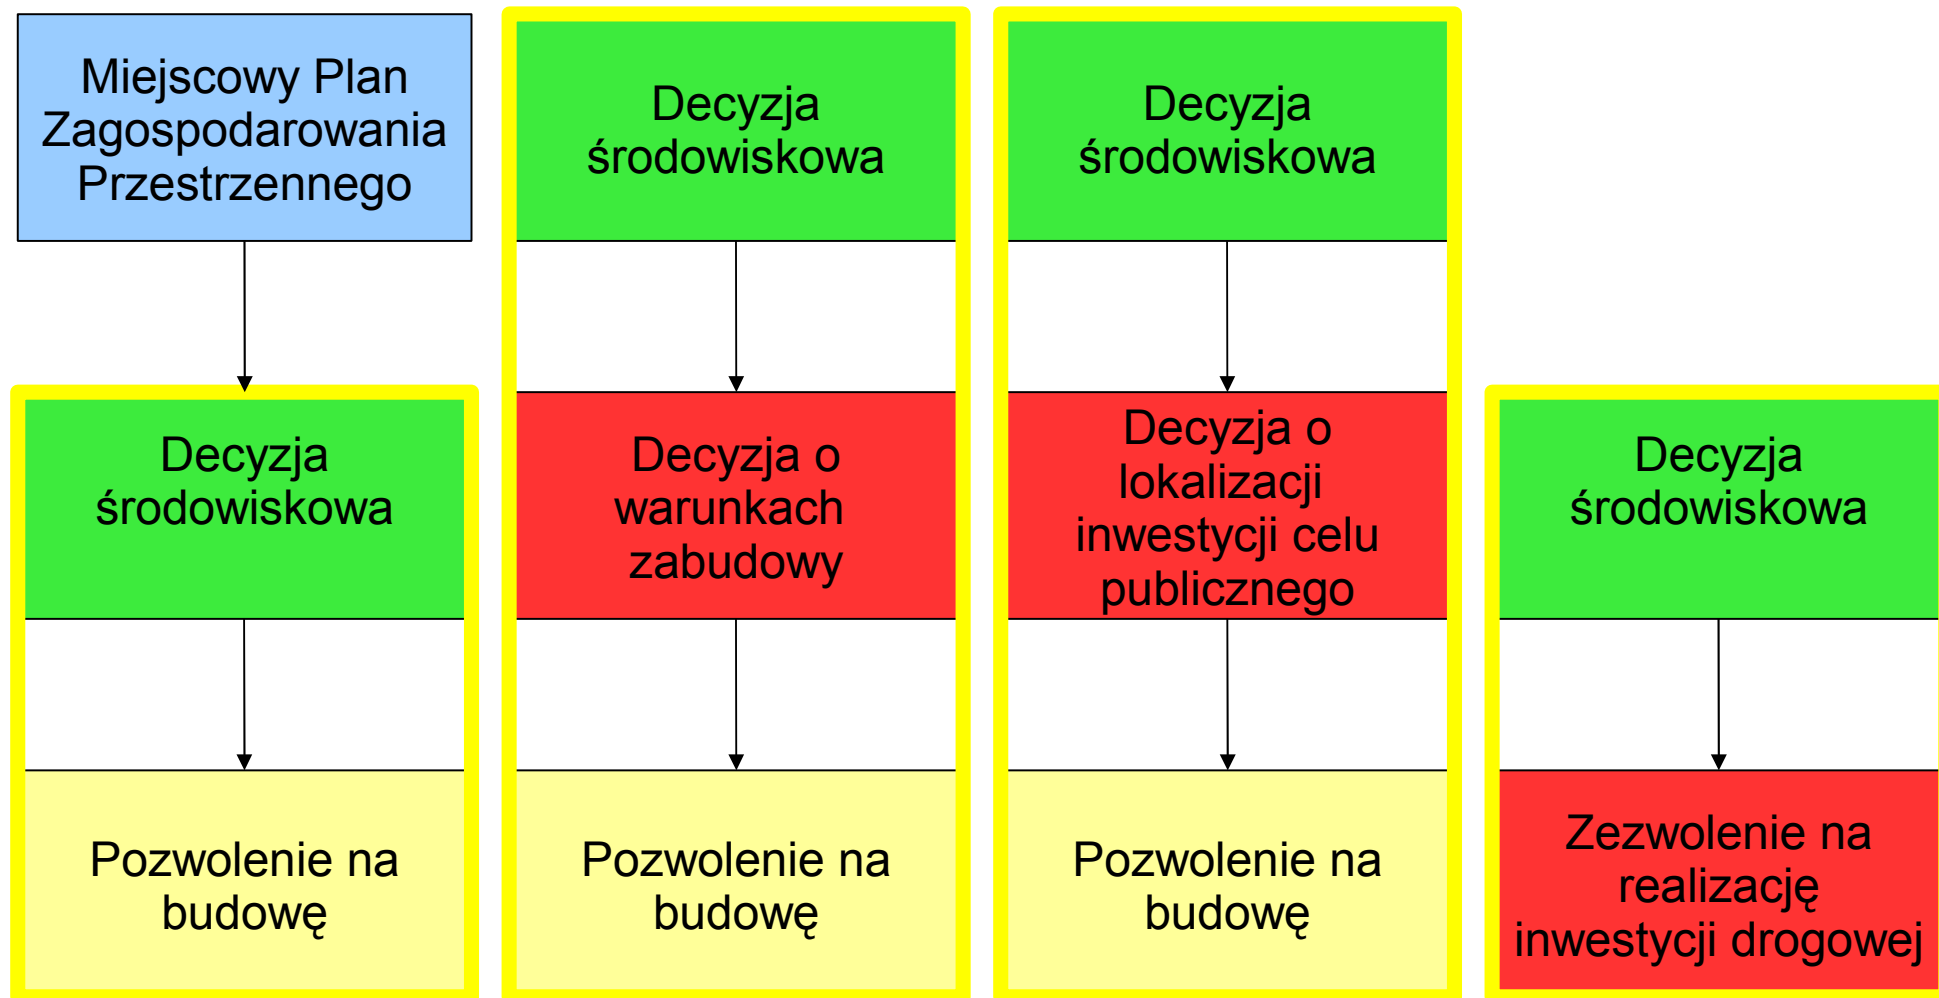 Miejscowy Plan
Zagospodarowania
Przestrzennego
Decyzja
środowiskowa
Pozwolenie na
budowę
Decyzja
środowiskowa
Decyzja o
warunkach
zabudowy
Pozwolenie na
budowę
Decyzja
środowiskowa
Decyzja o
lokalizacji
inwestycji celu
publicznego
Pozwolenie na
budowę
Decyzja
środowiskowa
Zezwolenie na
realizację
inwestycji drogowej